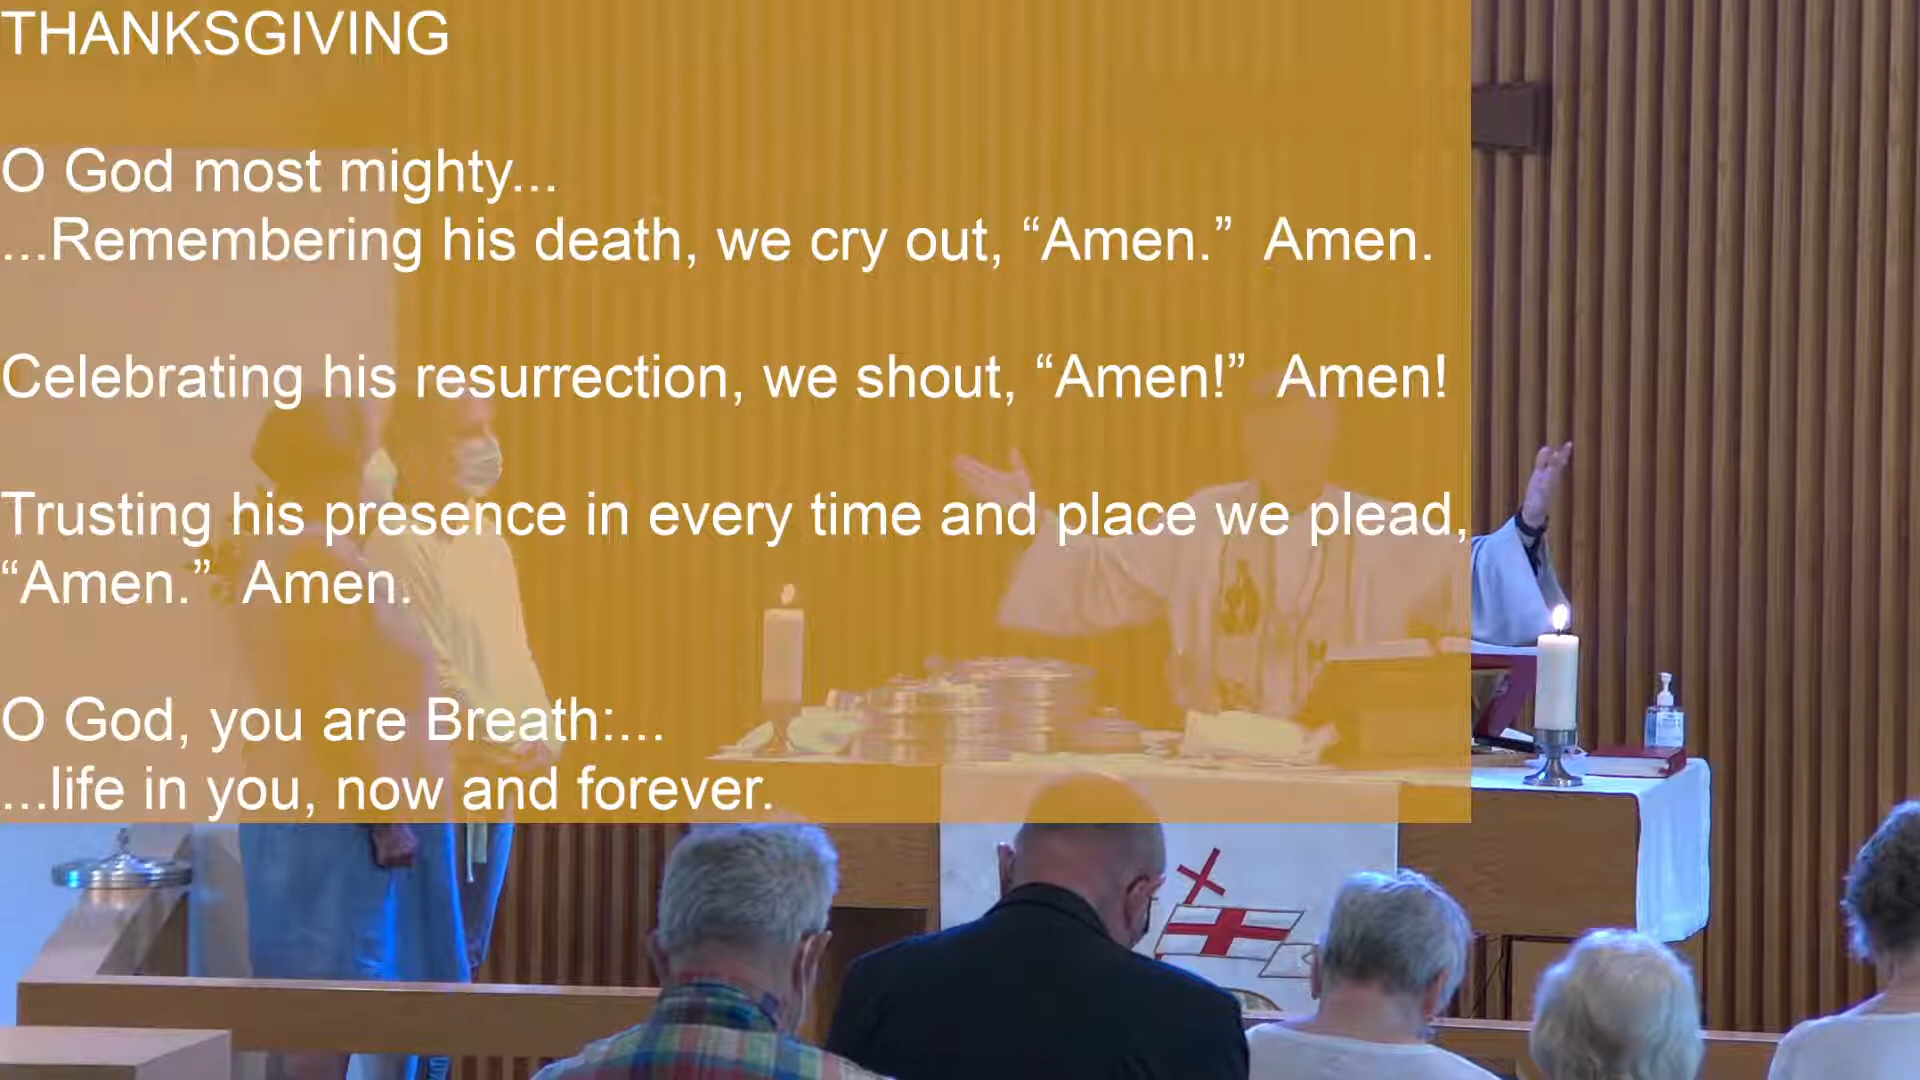 THANKSGIVING
O God most mighty...
...Remembering his death, we cry out, “Amen.”  Amen.
Celebrating his resurrection, we shout, “Amen!”  Amen!
Trusting his presence in every time and place we plead,
“Amen.”  Amen.
O God, you are Breath:...
...life in you, now and forever.